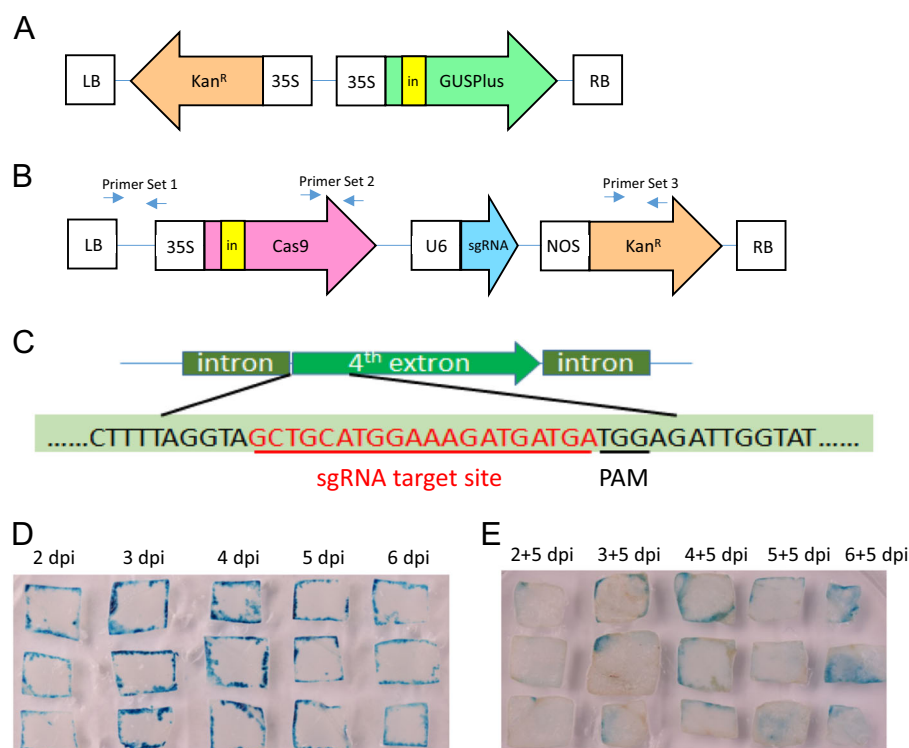 A
LB Kan^R 35S 35S in GUSPlus RB
B
Primer Set 1 Primer Set 2 Primer Set 3
LB 35S in Cas9 U6 sgRNA NOS Kan^R RB
C
intron 4th extron intron
......CTTTTAGGTAGCTGCATGGAAAGATGATGATGGAGATTGGTAT......
sgRNA target site PAM
D
2 dpi 3 dpi 4 dpi 5 dpi 6 dpi
E
2+5 dpi 3+5 dpi 4+5 dpi 5+5 dpi 6+5 dpi